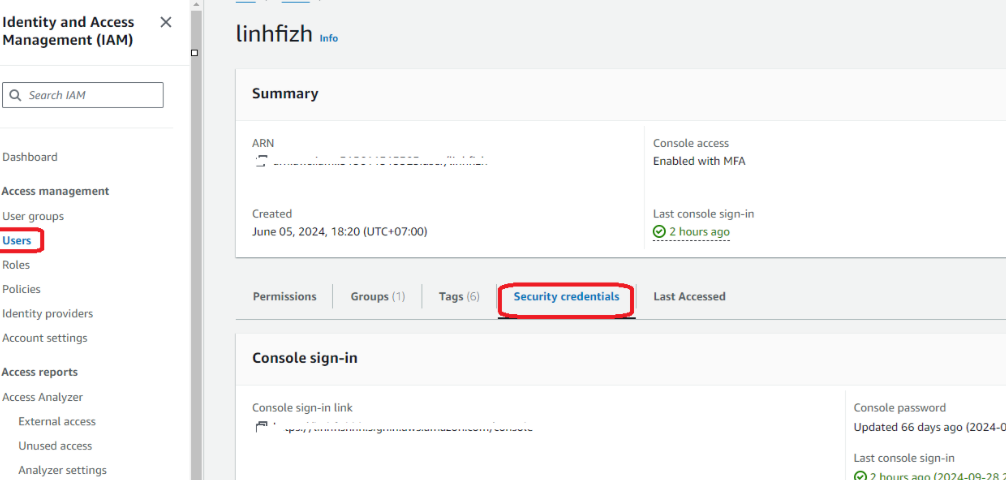 Identity and Access
Management (IAM)
Search IAM
Dashboard
Access management
User groups
Users
Roles
Policies
Identity providers
Account settings
Access reports
Access Analyzer
External access
Unused access
Analyzer settings
linhfizh Info
Summary
ARN
Console access
Enabled with MFA
Created
June 05, 2024, 18:20 (UTC+07:00)
Last console sign-in
2 hours ago
Permissions Groups (1) Tags (6) Security credentials Last Accessed
Console sign-in
Console sign-in link
Console password
Updated 66 days ago (2024-0
Last console sign-in
2 hours ago (2024-09-28 2